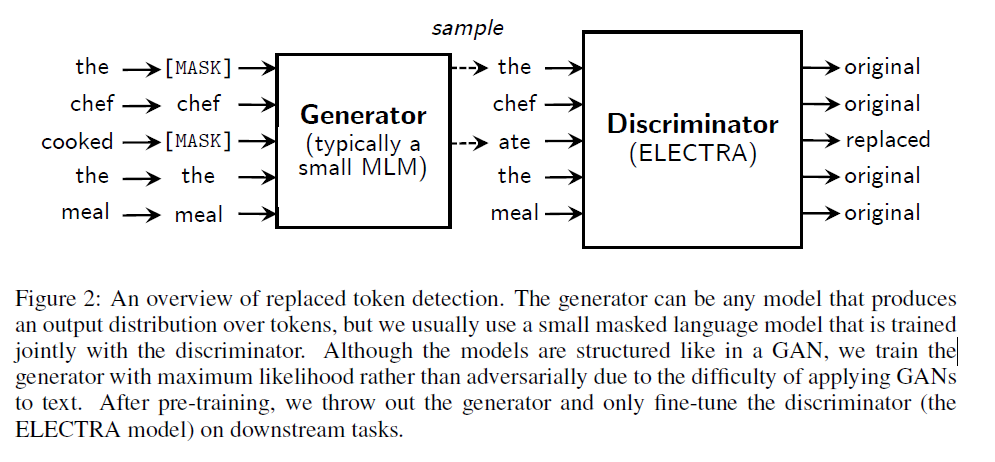 sample
the [MASK] the original
chef chef chef original
Generator
Discriminator
cooked [MASK] (typically a ate (ELECTRA) replaced
small MLM)
the the the original
meal meal meal original
Figure 2: An overview of replaced token detection. The generator can be any model that produces
an output distribution over tokens, but we usually use a small masked language model that is trained
jointly with the discriminator. Although the models are structured like in a GAN, we train the
generator with maximum likelihood rather than adversarially due to the difficulty of applying GANs
to text. After pre-training, we throw out the generator and only fine-tune the discriminator (the
ELECTRA model) on downstream tasks.